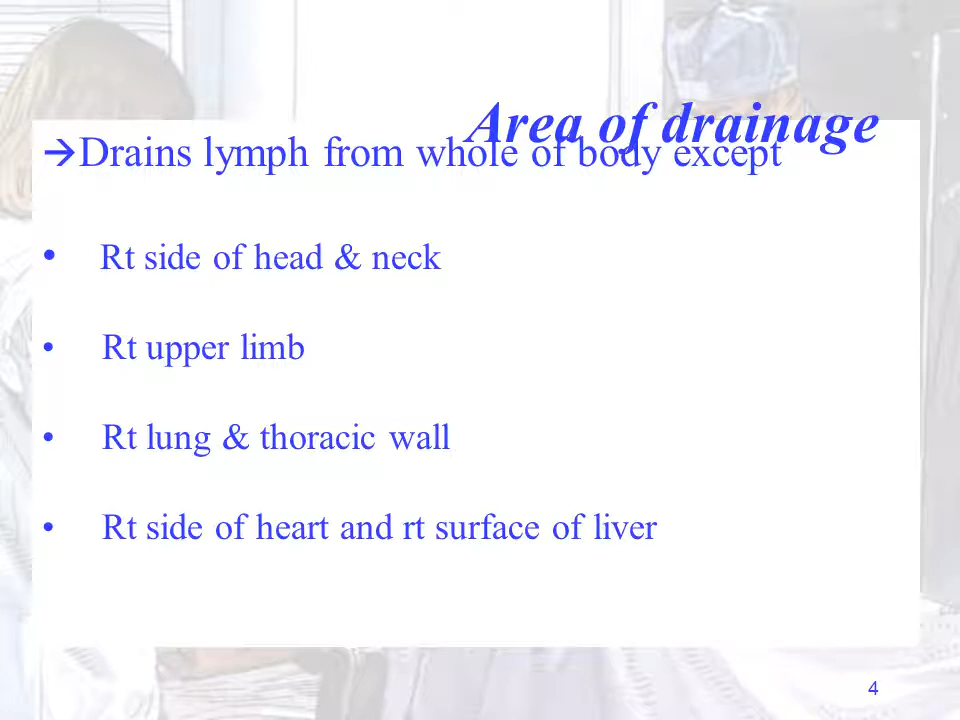 Area of drainage
→Drains lymph from whole of body except
• Rt side of head & neck
• Rt upper limb
• Rt lung & thoracic wall
• Rt side of heart and rt surface of liver
4